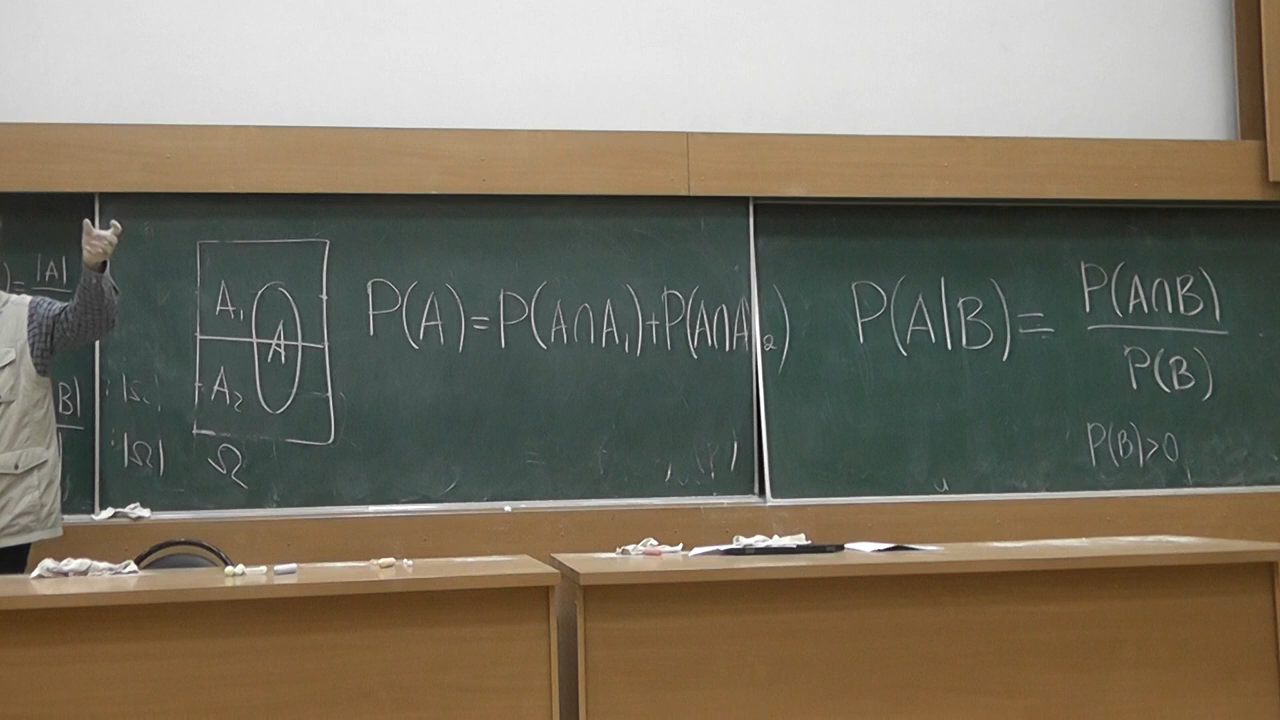 )= |A|
|B|
|Ω|
A₁
A
A₂
Ω
P(A)=P(A∩A₁)+P(A∩A₂)
P(A|B)= P(A∩B)
P(B)
P(B)>0